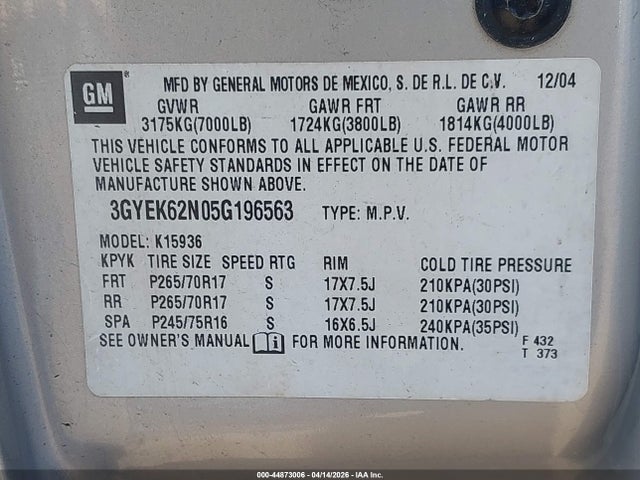 GM ® MFD BY GENERAL MOTORS DE MEXICO, S. DE R.L. DE C.V. 12/04
GVWR GAWR FRT GAWR RR
3175KG(7000LB) 1724KG(3800LB) 1814KG(4000LB)
THIS VEHICLE CONFORMS TO ALL APPLICABLE U.S. FEDERAL MOTOR
VEHICLE SAFETY STANDARDS IN EFFECT ON THE DATE OF
MANUFACTURE SHOWN ABOVE.
3GYEK62N05G196563 TYPE: M.P.V.
MODEL: K15936
KPYK TIRE SIZE SPEED RTG RIM COLD TIRE PRESSURE
FRT P265/70R17 S 17X7.5J 210KPA(30PSI)
RR P265/70R17 S 17X7.5J 210KPA(30PSI)
SPA P245/75R16 S 16X6.5J 240KPA(35PSI)
SEE OWNER'S MANUAL i FOR MORE INFORMATION. F 432
T 373
000-44873006 - 04/14/2026 - IAA Inc.